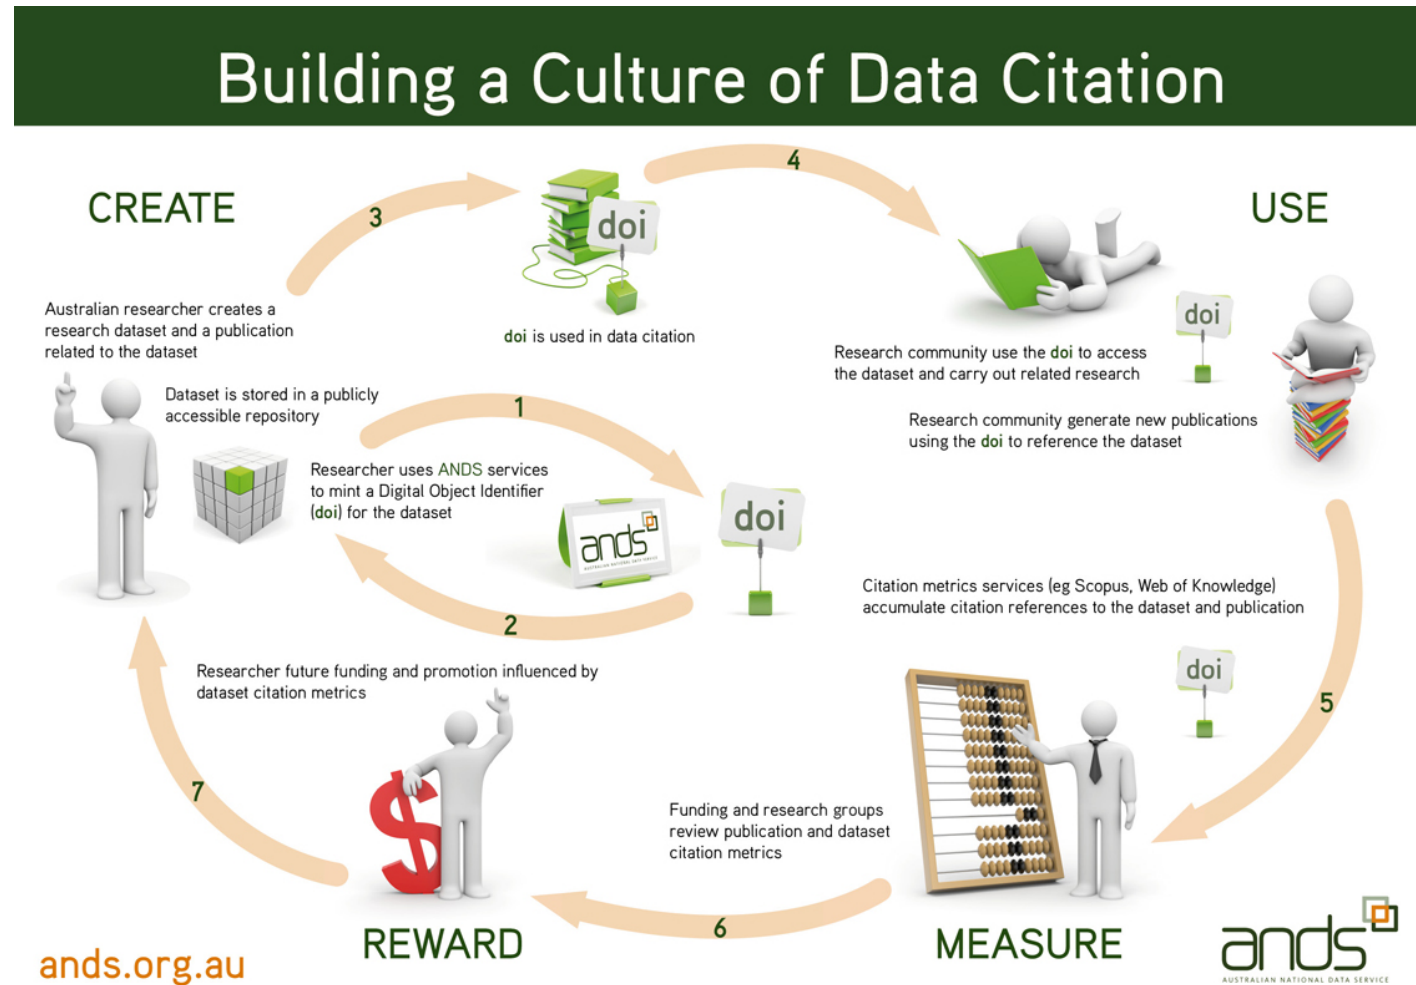 Building a Culture of Data Citation
CREATE
3
4
USE
doi
doi is used in data citation
Australian researcher creates a
research dataset and a publication
related to the dataset
Dataset is stored in a publicly
accessible repository
1
Researcher uses ANDS services
to mint a Digital Object Identifier
(doi) for the dataset
ands
AUSTRALIAN NATIONAL DATA SERVICE
doi
2
doi
Research community use the doi to access
the dataset and carry out related research
Research community generate new publications
using the doi to reference the dataset
Citation metrics services (eg Scopus, Web of Knowledge)
accumulate citation references to the dataset and publication
doi
5
Researcher future funding and promotion influenced by
dataset citation metrics
7
Funding and research groups
review publication and dataset
citation metrics
6
REWARD
MEASURE
ands.org.au
ands
AUSTRALIAN NATIONAL DATA SERVICE